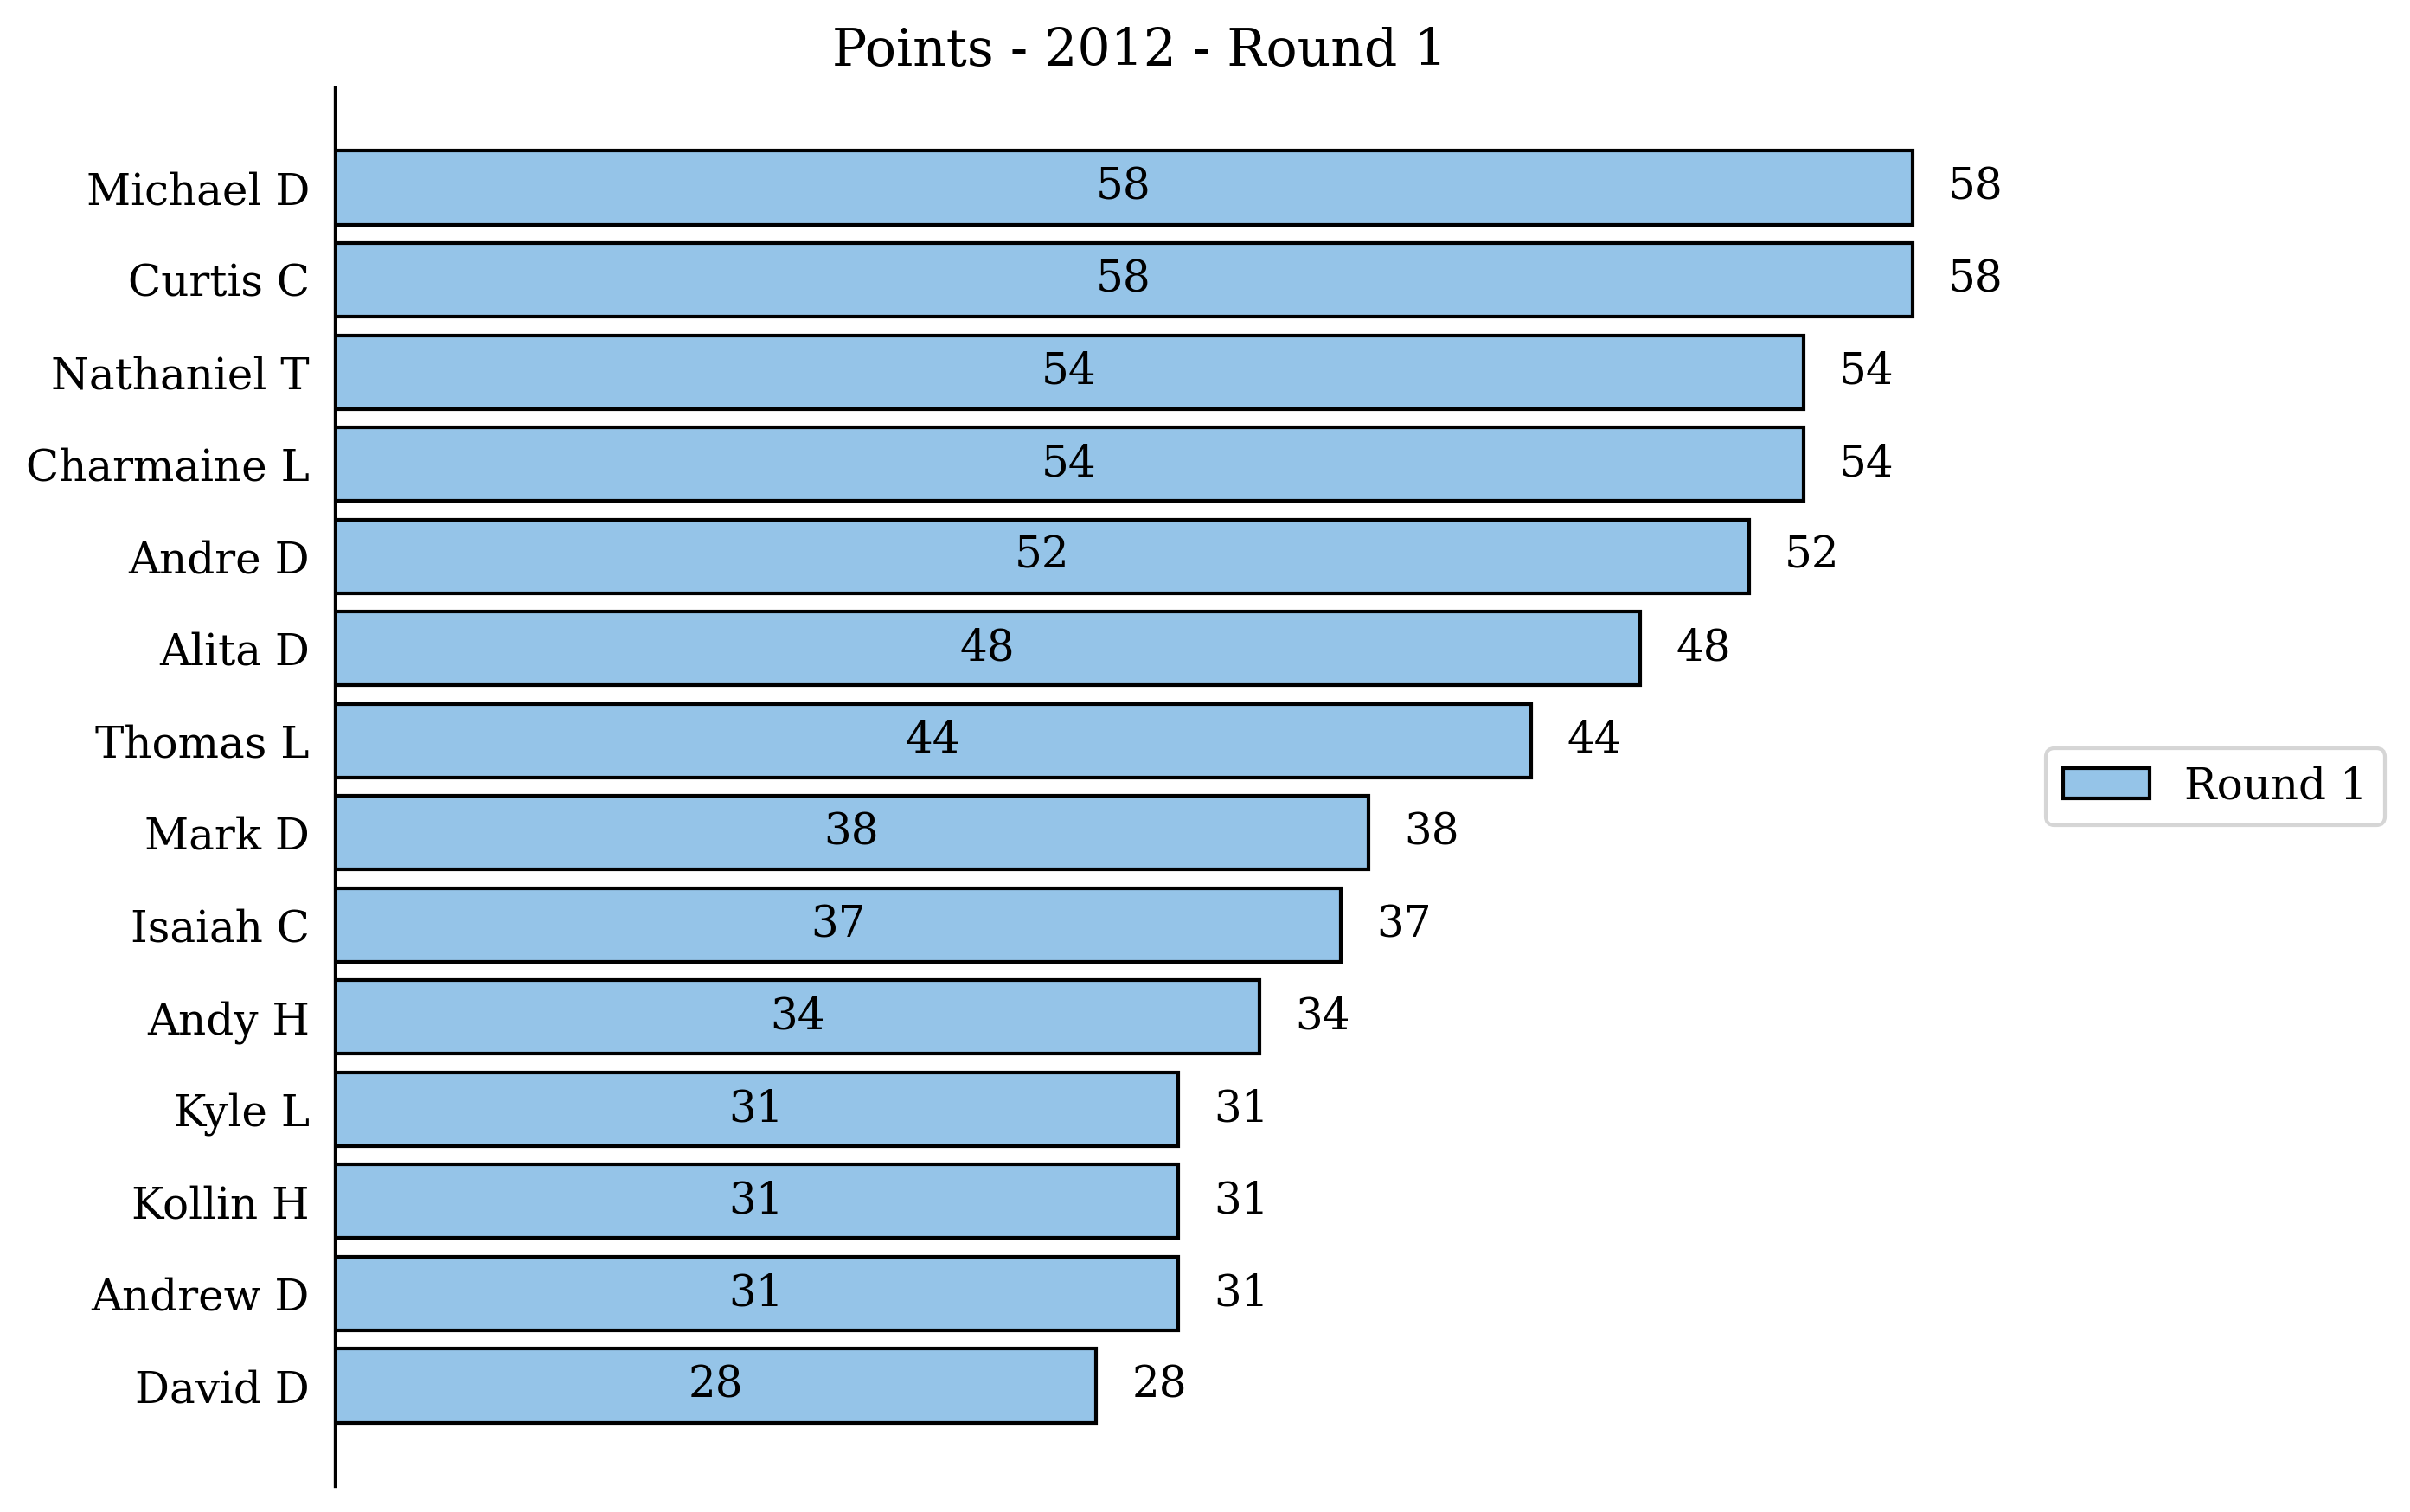 Points - 2012 - Round 1
Michael D 58 58
Curtis C 58 58
Nathaniel T 54 54
Charmaine L 54 54
Andre D 52 52
Alita D 48 48
Thomas L 44 44
Mark D 38 38
Isaiah C 37 37
Andy H 34 34
Kyle L 31 31
Kollin H 31 31
Andrew D 31 31
David D 28 28
Round 1